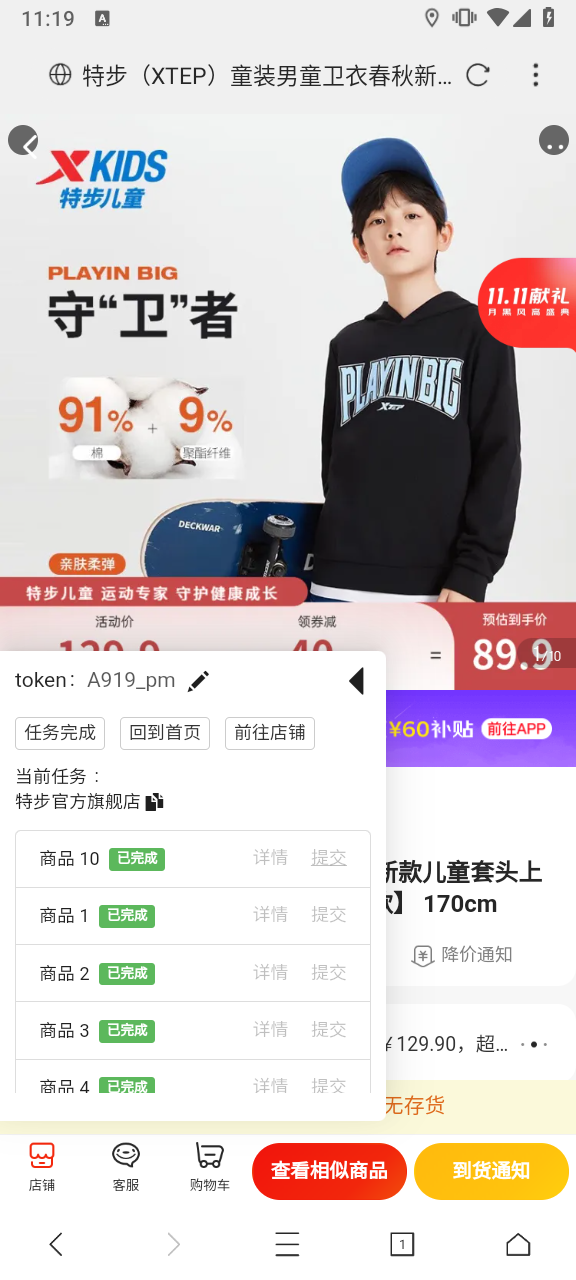 11:19
A
特步（XTEP）童装男童卫衣春秋新...
XKIDS
特步儿童
PLAYIN BIG
守“卫”者
11.11献礼
月黑风高盛典
PLAYIN BIG
XTEP
91% + 9%
棉 聚酯纤维
DECKWAR
亲肤柔弹
特步儿童 运动专家 守护健康成长
活动价 领券减 预估到手价
129.9 40 = 89.9
1/10
token： A919_pm
¥60补贴 前往APP
任务完成 回到首页 前往店铺
当前任务：
特步官方旗舰店
商品 10 已完成 详情 提交
新款儿童套头上
款】 170cm
商品 1 已完成 详情 提交
降价通知
商品 2 已完成 详情 提交
商品 3 已完成 详情 提交
¥129.90，超...
商品 4 已完成 详情 提交
无存货
店铺 客服 购物车 查看相似商品 到货通知
1